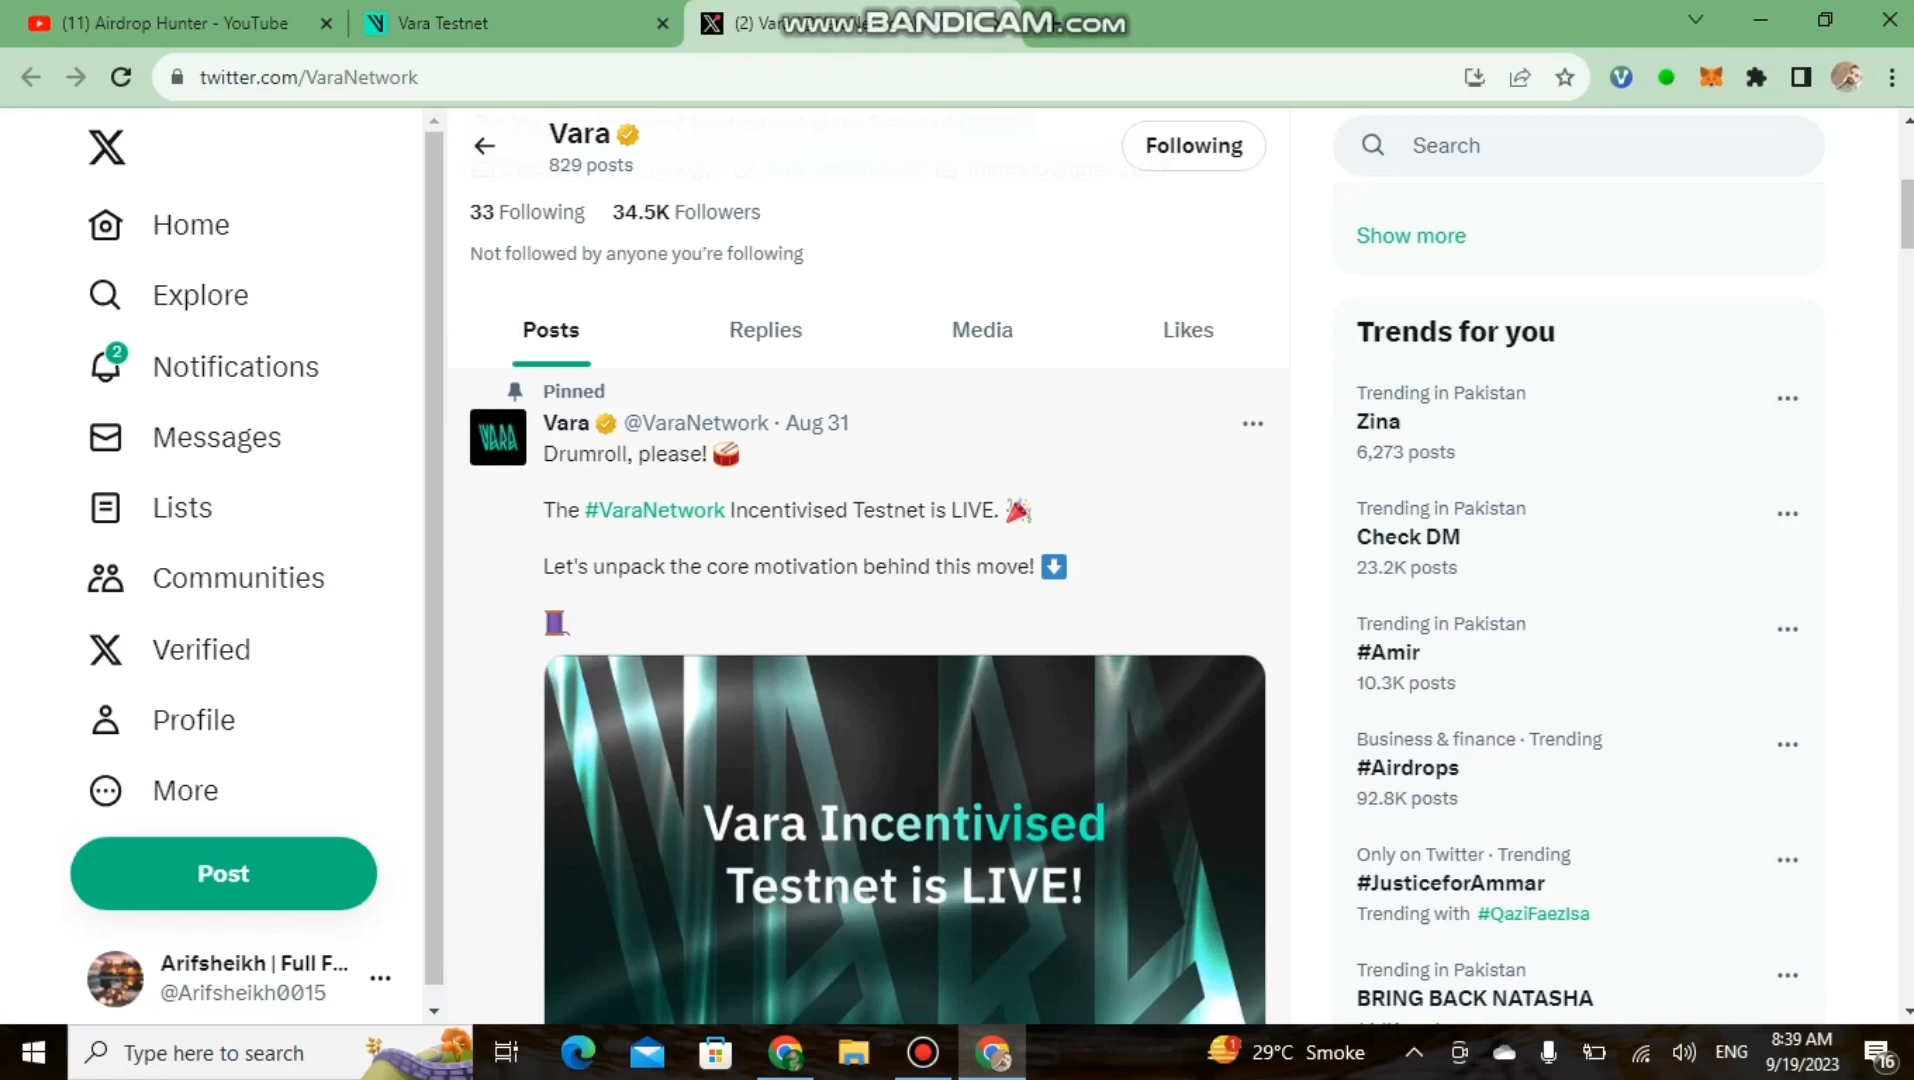 (11) Airdrop Hunter - YouTube
Vara Testnet
(2) Va
www.BANDICAM.com
twitter.com/VaraNetwork
Vara
829 posts
Following
33 Following 34.5K Followers
Not followed by anyone you're following
Posts
Replies
Media
Likes
Home
Explore
2
Notifications
Messages
Lists
Communities
Verified
Profile
More
Post
Arifsheikh | Full F...
@Arifsheikh0015
Pinned
Vara @VaraNetwork · Aug 31
Drumroll, please!
The #VaraNetwork Incentivised Testnet is LIVE.
Let's unpack the core motivation behind this move!
VARA
Vara Incentivised
Testnet is LIVE!
Search
Show more
Trends for you
Trending in Pakistan
Zina
6,273 posts
Trending in Pakistan
Check DM
23.2K posts
Trending in Pakistan
#Amir
10.3K posts
Business & finance · Trending
#Airdrops
92.8K posts
Only on Twitter · Trending
#JusticeforAmmar
Trending with #QaziFaezIsa
Trending in Pakistan
BRING BACK NATASHA
Type here to search
1
29°C Smoke
ENG
8:39 AM
9/19/2023
16